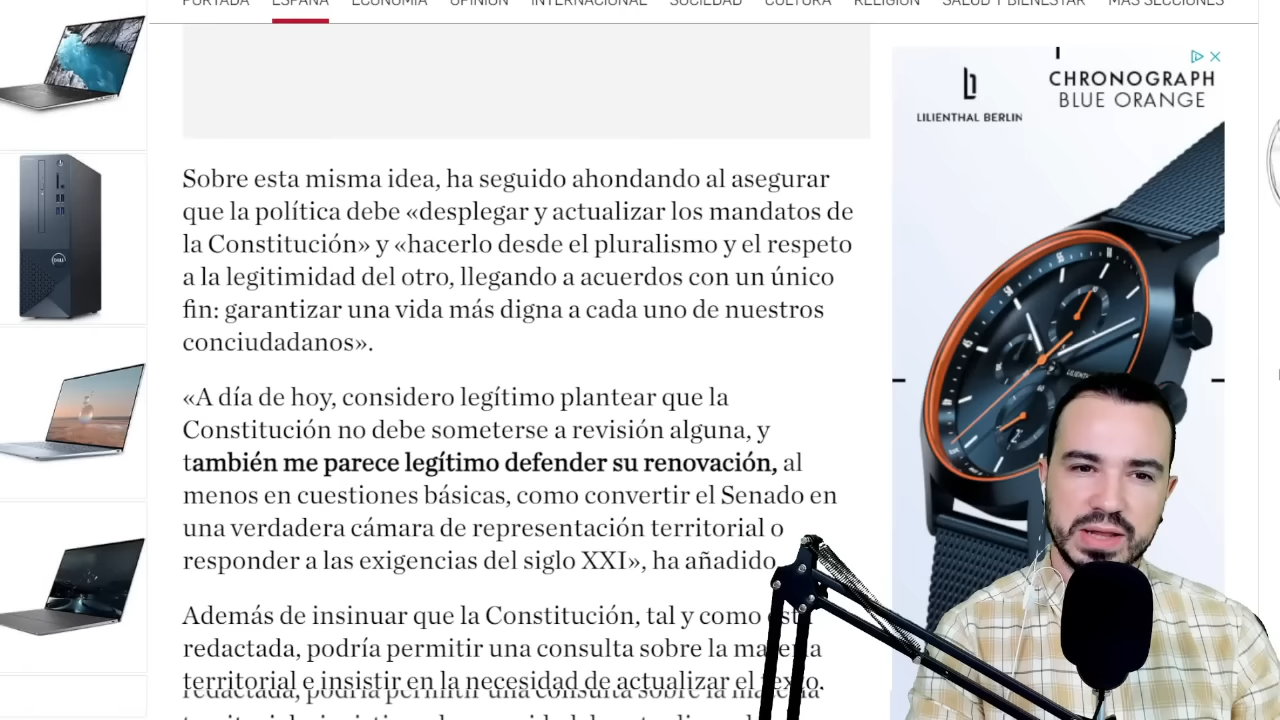 PORTADA ESPAÑA ECONOMÍA OPINIÓN INTERNACIONAL SOCIEDAD CULTURA RELIGIÓN SALUD Y BIENESTAR MÁS SECCIONES
LILIENTHAL BERLIN
CHRONOGRAPH
BLUE ORANGE
Sobre esta misma idea, ha seguido ahondando al asegurar
que la política debe «desplegar y actualizar los mandatos de
la Constitución» y «hacerlo desde el pluralismo y el respeto
a la legitimidad del otro, llegando a acuerdos con un único
fin: garantizar una vida más digna a cada uno de nuestros
conciudadanos».
«A día de hoy, considero legítimo plantear que la
Constitución no debe someterse a revisión alguna, y
también me parece legítimo defender su renovación, al
menos en cuestiones básicas, como convertir el Senado en
una verdadera cámara de representación territorial o
responder a las exigencias del siglo XXI», ha añadido.
Además de insinuar que la Constitución, tal y como está
redactada, podría permitir una consulta sobre la materia
territorial e insistir en la necesidad de actualizar el texto.
DELL